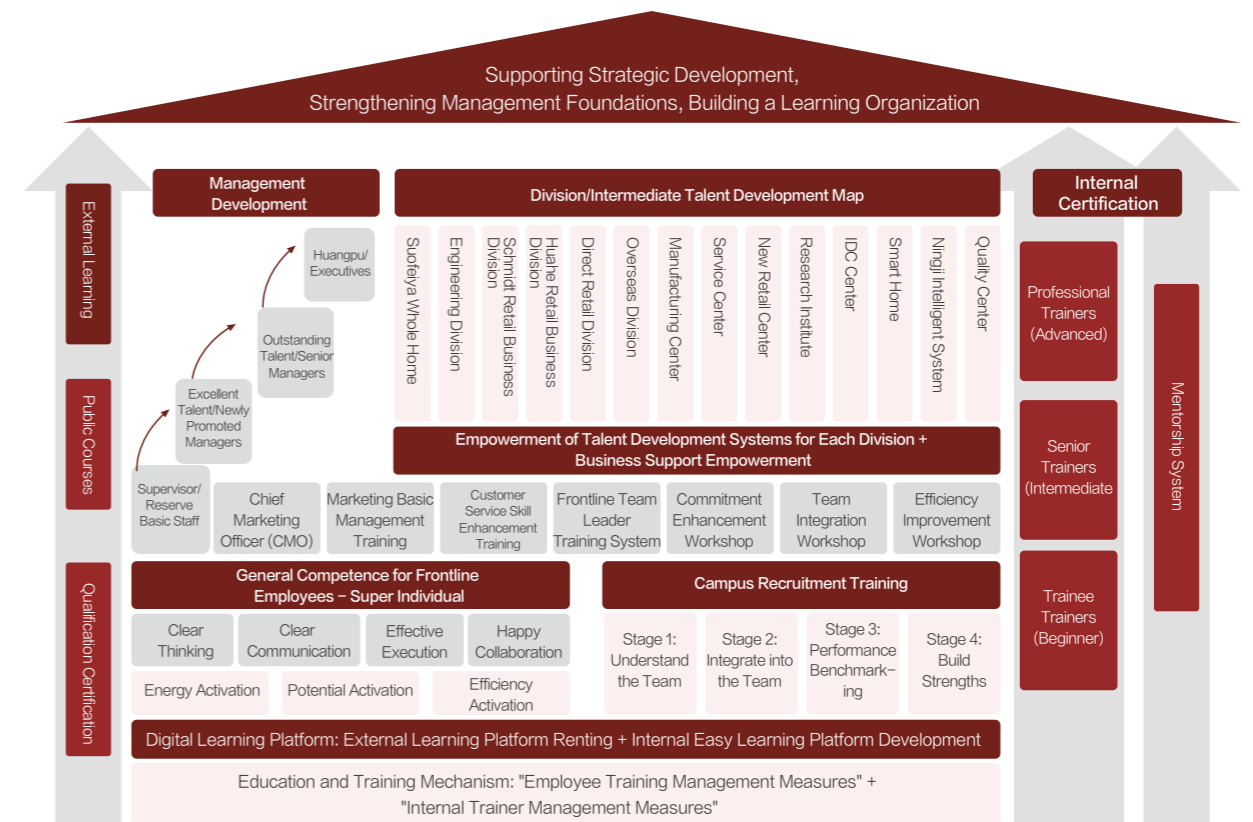 Supporting Strategic Development,
Strengthening Management Foundations, Building a Learning Organization
External Learning
Public Courses
Qualification Certification
Management
Development
Huangpu/
Executives
Outstanding
Talent/Senior
Managers
Excellent
Talent/Newly
Promoted
Managers
Supervisor/
Reserve
Basic Staff
Division/Intermediate Talent Development Map
Suofeiya Whole Home
Engineering Division
Schmidt Retail Business
Division
Huahe Retail Business
Division
Direct Retail Division
Overseas Division
Manufacturing Center
Service Center
New Retail Center
Research Institute
IDC Center
Smart Home
Ningji Intelligent System
Quality Center
Empowerment of Talent Development Systems for Each Division +
Business Support Empowerment
Chief
Marketing
Officer (CMO)
Marketing Basic
Management
Training
Customer
Service Skill
Enhancement
Training
Frontline Team
Leader
Training System
Commitment
Enhancement
Workshop
Team
Integration
Workshop
Efficiency
Improvement
Workshop
General Competence for Frontline
Employees – Super Individual
Clear
Thinking
Clear
Communication
Effective
Execution
Happy
Collaboration
Energy Activation
Potential Activation
Efficiency
Activation
Campus Recruitment Training
Stage 1:
Understand
the Team
Stage 2:
Integrate into
the Team
Stage 3:
Performance
Benchmark–
ing
Stage 4:
Build
Strengths
Digital Learning Platform: External Learning Platform Renting + Internal Easy Learning Platform Development
Education and Training Mechanism: "Employee Training Management Measures" +
"Internal Trainer Management Measures"
Internal
Certification
Professional
Trainers
(Advanced)
Senior
Trainers
(Intermediate
Trainee
Trainers
(Beginner)
Mentorship System